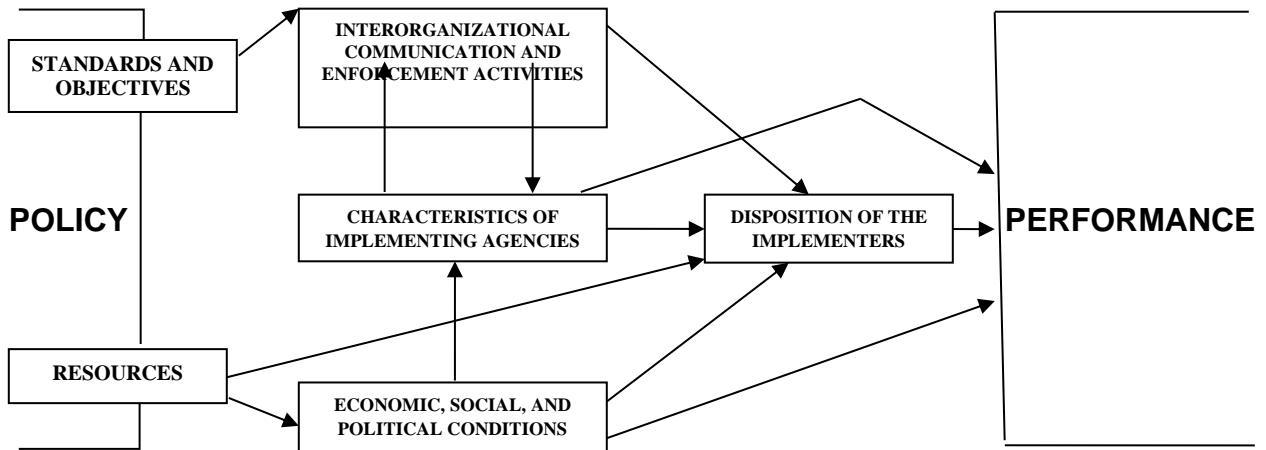 INTERORGANIZATIONAL
COMMUNICATION AND
ENFORCEMENT ACTIVITIES
STANDARDS AND
OBJECTIVES
POLICY
CHARACTERISTICS OF
IMPLEMENTING AGENCIES
DISPOSITION OF THE
IMPLEMENTERS
PERFORMANCE
RESOURCES
ECONOMIC, SOCIAL, AND
POLITICAL CONDITIONS